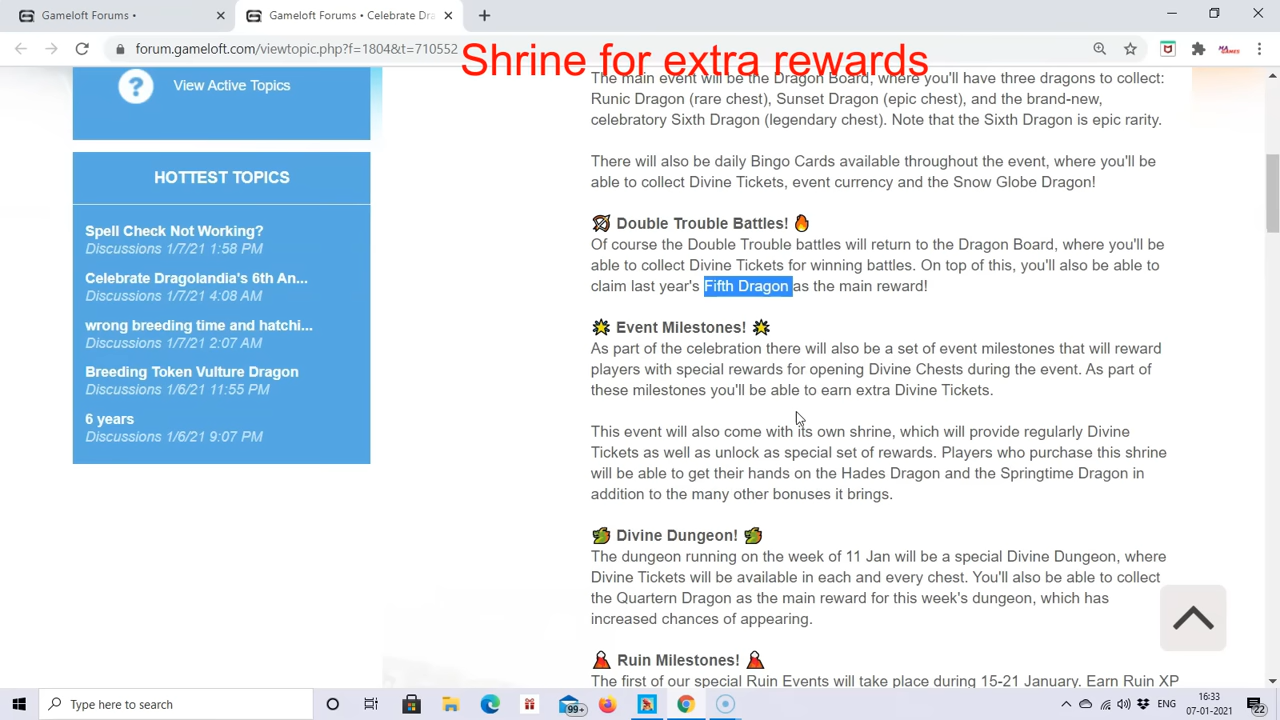 Gameloft Forums •
Gameloft Forums • Celebrate Dra
forum.gameloft.com/viewtopic.php?f=1804&t=710552
Shrine for extra rewards
View Active Topics
HOTTEST TOPICS
Spell Check Not Working?
Discussions 1/7/21 1:58 PM
Celebrate Dragolandia's 6th An...
Discussions 1/7/21 4:08 AM
wrong breeding time and hatchi...
Discussions 1/7/21 2:07 AM
Breeding Token Vulture Dragon
Discussions 1/6/21 11:55 PM
6 years
Discussions 1/6/21 9:07 PM
The main event will be the Dragon Board, where you'll have three dragons to collect:
Runic Dragon (rare chest), Sunset Dragon (epic chest), and the brand-new,
celebratory Sixth Dragon (legendary chest). Note that the Sixth Dragon is epic rarity.
There will also be daily Bingo Cards available throughout the event, where you'll be
able to collect Divine Tickets, event currency and the Snow Globe Dragon!
Double Trouble Battles!
Of course the Double Trouble battles will return to the Dragon Board, where you'll be
able to collect Divine Tickets for winning battles. On top of this, you'll also be able to
claim last year's Fifth Dragon as the main reward!
Event Milestones!
As part of the celebration there will also be a set of event milestones that will reward
players with special rewards for opening Divine Chests during the event. As part of
these milestones you'll be able to earn extra Divine Tickets.
This event will also come with its own shrine, which will provide regularly Divine
Tickets as well as unlock as special set of rewards. Players who purchase this shrine
will be able to get their hands on the Hades Dragon and the Springtime Dragon in
addition to the many other bonuses it brings.
Divine Dungeon!
The dungeon running on the week of 11 Jan will be a special Divine Dungeon, where
Divine Tickets will be available in each and every chest. You'll also be able to collect
the Quartern Dragon as the main reward for this week's dungeon, which has
increased chances of appearing.
Ruin Milestones!
The first of our special Ruin Events will take place during 15-21 January. Earn Ruin XP
Type here to search
99+
ENG
16:33
07-01-2021
22